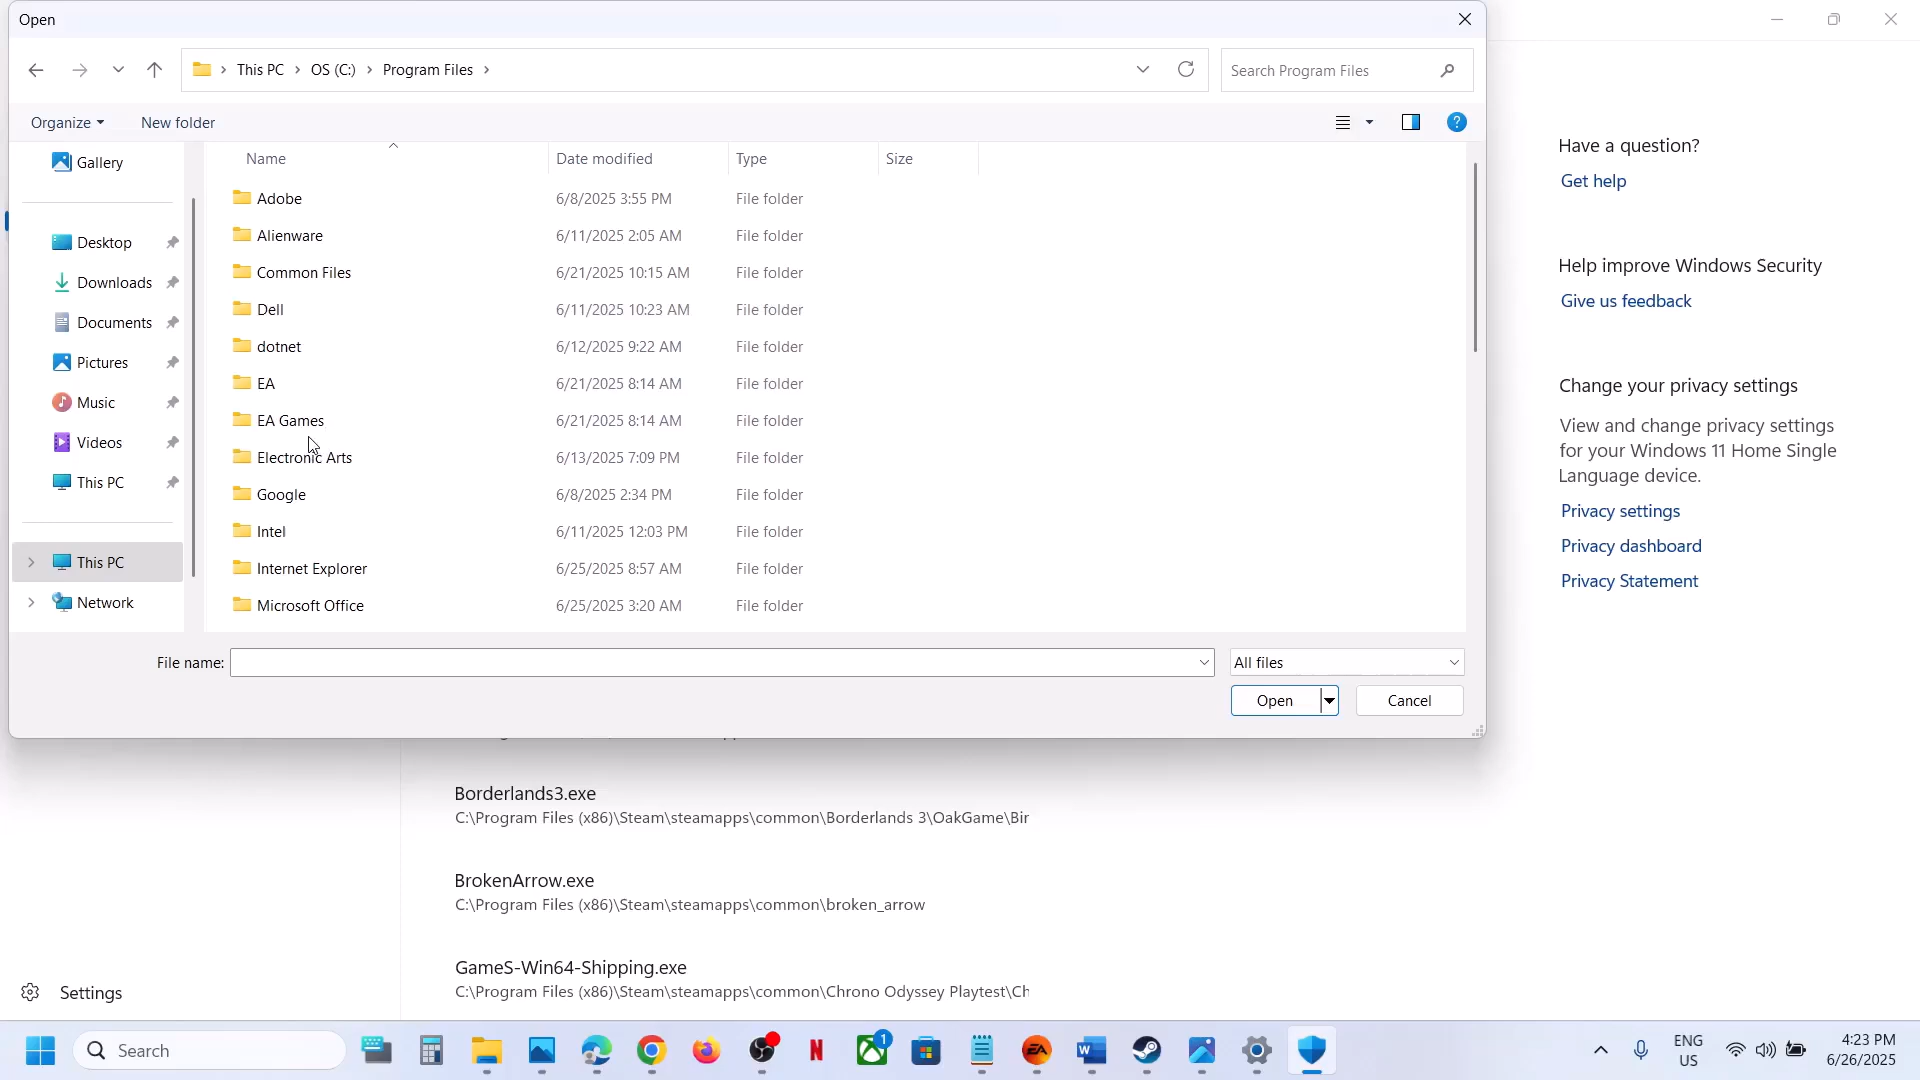 Open
This PC > OS (C:) > Program Files >
Search Program Files
Organize
New folder
Name
Date modified
Type
Size
Gallery
Desktop
Downloads
Documents
Pictures
Music
Videos
This PC
This PC
Network
Adobe 6/8/2025 3:55 PM File folder
Alienware 6/11/2025 2:05 AM File folder
Common Files 6/21/2025 10:15 AM File folder
Dell 6/11/2025 10:23 AM File folder
dotnet 6/12/2025 9:22 AM File folder
EA 6/21/2025 8:14 AM File folder
EA Games 6/21/2025 8:14 AM File folder
Electronic Arts 6/13/2025 7:09 PM File folder
Google 6/8/2025 2:34 PM File folder
Intel 6/11/2025 12:03 PM File folder
Internet Explorer 6/25/2025 8:57 AM File folder
Microsoft Office 6/25/2025 3:20 AM File folder
File name:
All files
Open
Cancel
Have a question?
Get help
Help improve Windows Security
Give us feedback
Change your privacy settings
View and change privacy settings
for your Windows 11 Home Single
Language device.
Privacy settings
Privacy dashboard
Privacy Statement
Borderlands3.exe
C:\Program Files (x86)\Steam\steamapps\common\Borderlands 3\OakGame\Bir
BrokenArrow.exe
C:\Program Files (x86)\Steam\steamapps\common\broken_arrow
GameS-Win64-Shipping.exe
C:\Program Files (x86)\Steam\steamapps\common\Chrono Odyssey Playtest\Ch
Settings
Search
1
ENG
US
4:23 PM
6/26/2025